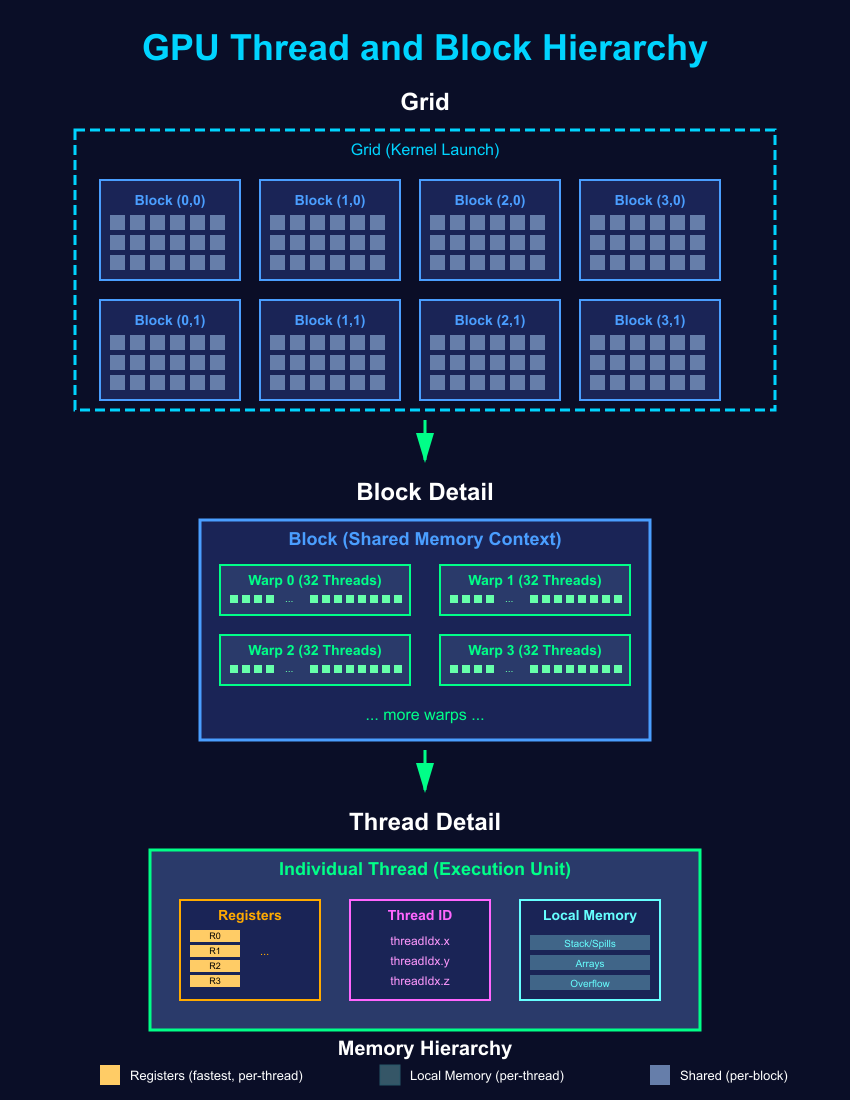 GPU Thread and Block Hierarchy
Grid
Grid (Kernel Launch)
Block (0,0) Block (1,0) Block (2,0) Block (3,0)
Block (0,1) Block (1,1) Block (2,1) Block (3,1)
Block Detail
Block (Shared Memory Context)
Warp 0 (32 Threads) Warp 1 (32 Threads)
... ...
Warp 2 (32 Threads) Warp 3 (32 Threads)
... ...
... more warps ...
Thread Detail
Individual Thread (Execution Unit)
Registers
R0
R1
...
R2
R3
Thread ID
threadIdx.x
threadIdx.y
threadIdx.z
Local Memory
Stack/Spills
Arrays
Overflow
Memory Hierarchy
Registers (fastest, per-thread) Local Memory (per-thread) Shared (per-block)